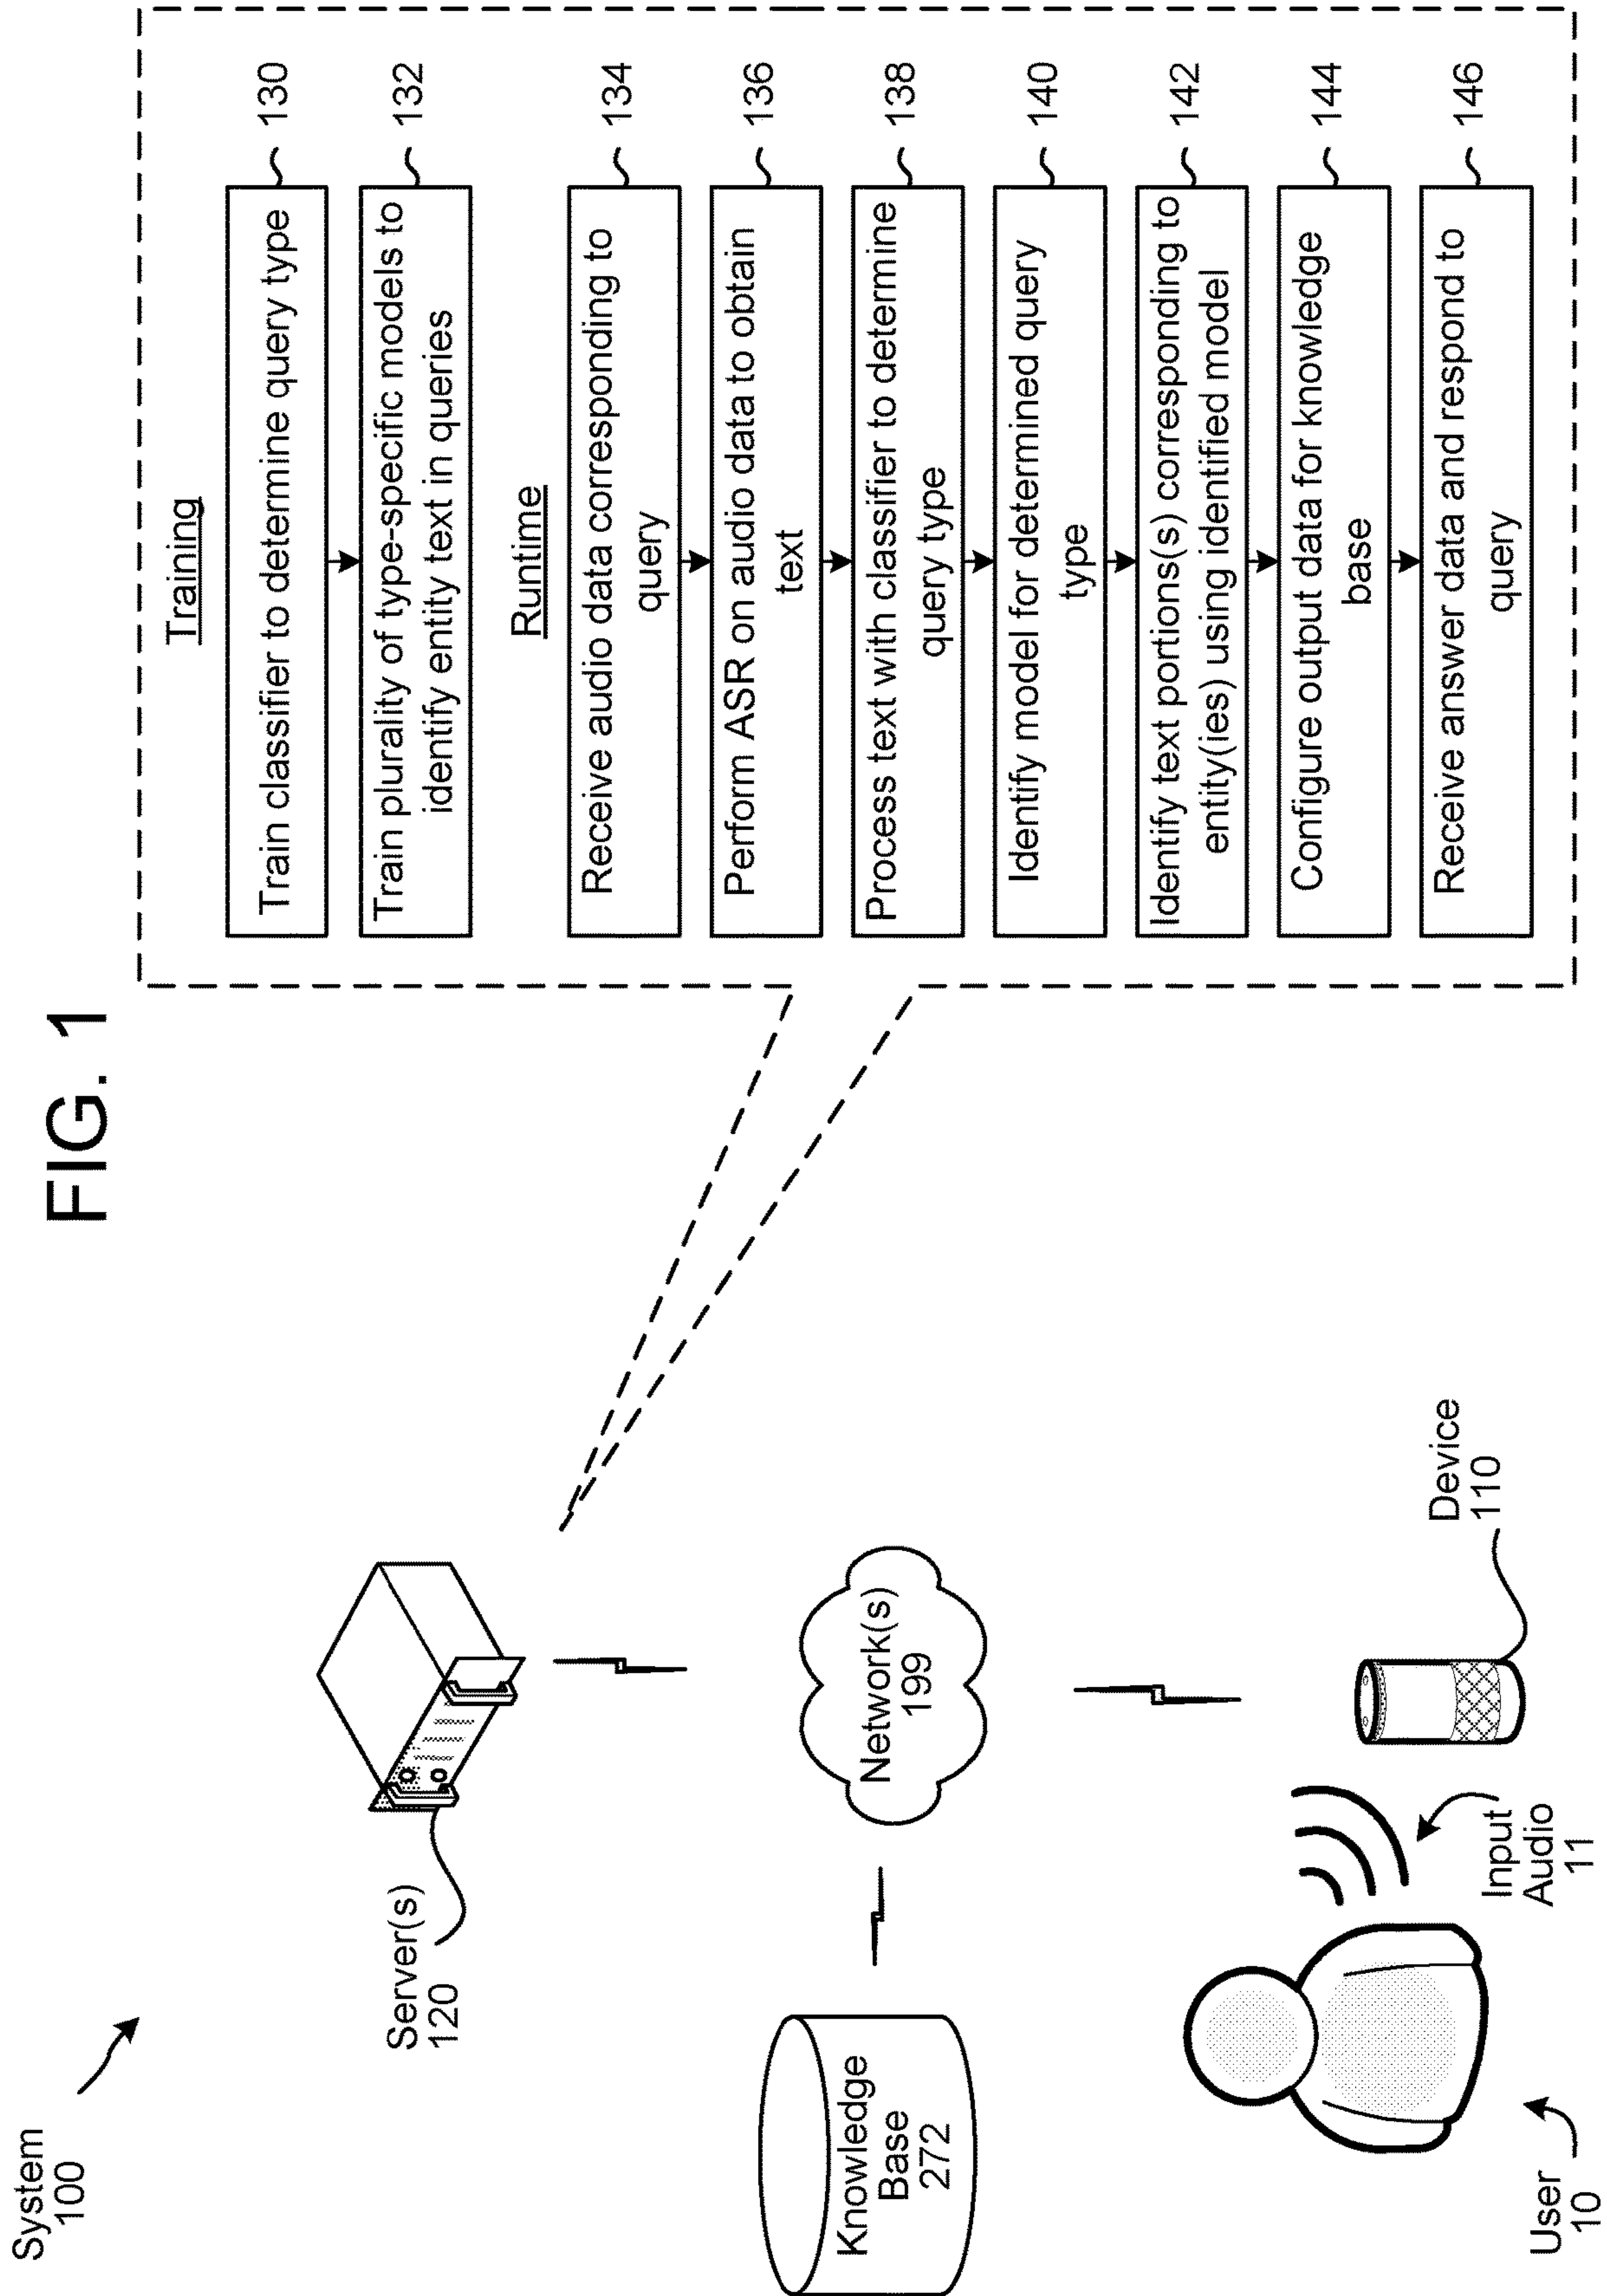 FIG. 1
System
100
Server(s)
120
Knowledge
Base
272
Network(s)
199
User
10
Input
Audio
11
Device
110
Training
Train classifier to determine query type
130
Train plurality of type-specific models to
identify entity text in queries
132
Runtime
Receive audio data corresponding to
query
134
Perform ASR on audio data to obtain
text
136
Process text with classifier to determine
query type
138
Identify model for determined query
type
140
Identify text portions(s) corresponding to
entity(ies) using identified model
142
Configure output data for knowledge
base
144
Receive answer data and respond to
query
146